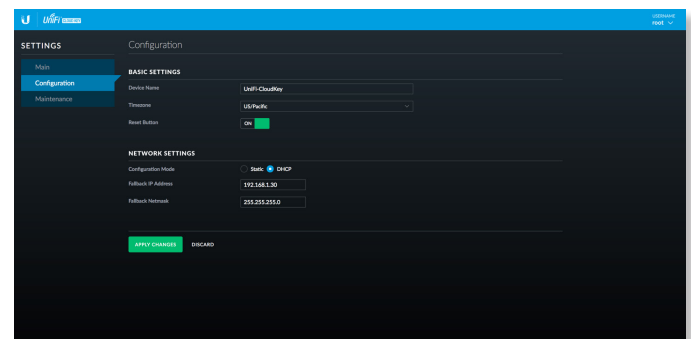 U UniFi CLOUD KEY
USERNAME
root
SETTINGS
Configuration
Main
Configuration
Maintenance
BASIC SETTINGS
Device Name UniFi-CloudKey
Timezone US/Pacific
Reset Button ON
NETWORK SETTINGS
Configuration Mode Static DHCP
Fallback IP Address 192.168.1.30
Fallback Netmask 255.255.255.0
APPLY CHANGES DISCARD